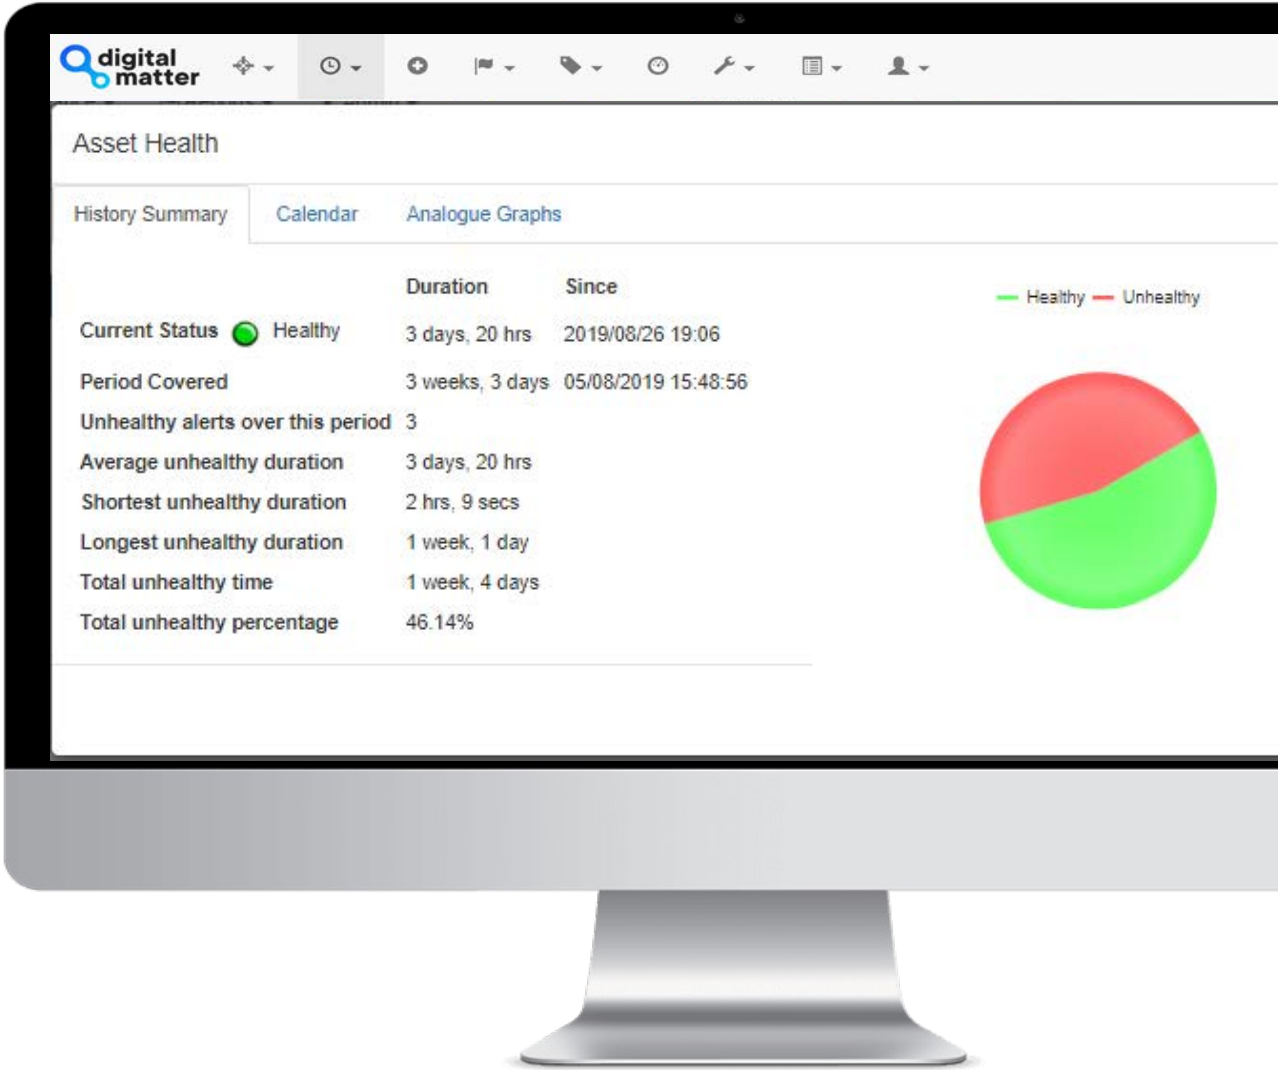 digital
matter
Asset Health
History Summary Calendar Analogue Graphs
Duration Since
Healthy Unhealthy
Current Status Healthy 3 days, 20 hrs 2019/08/26 19:06
Period Covered 3 weeks, 3 days 05/08/2019 15:48:56
Unhealthy alerts over this period 3
Average unhealthy duration 3 days, 20 hrs
Shortest unhealthy duration 2 hrs, 9 secs
Longest unhealthy duration 1 week, 1 day
Total unhealthy time 1 week, 4 days
Total unhealthy percentage 46.14%